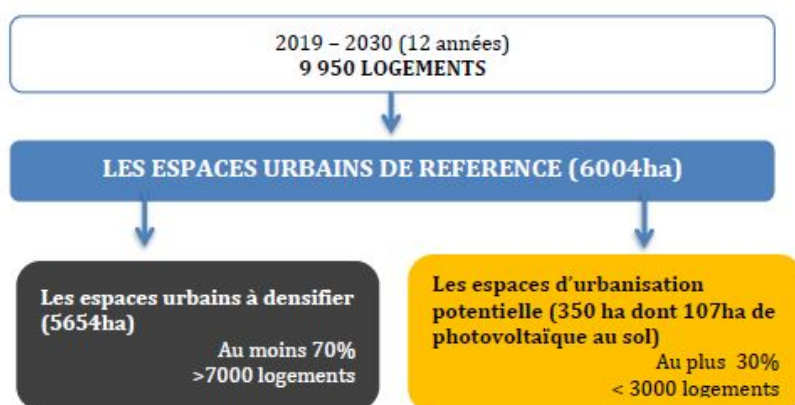 2019 – 2030 (12 années)
9 950 LOGEMENTS
LES ESPACES URBAINS DE REFERENCE (6004ha)
Les espaces urbains à densifier
(5654ha)
Au moins 70%
>7000 logements
Les espaces d’urbanisation
potentielle (350 ha dont 107ha de
photovoltaïque au sol)
Au plus 30%
< 3000 logements